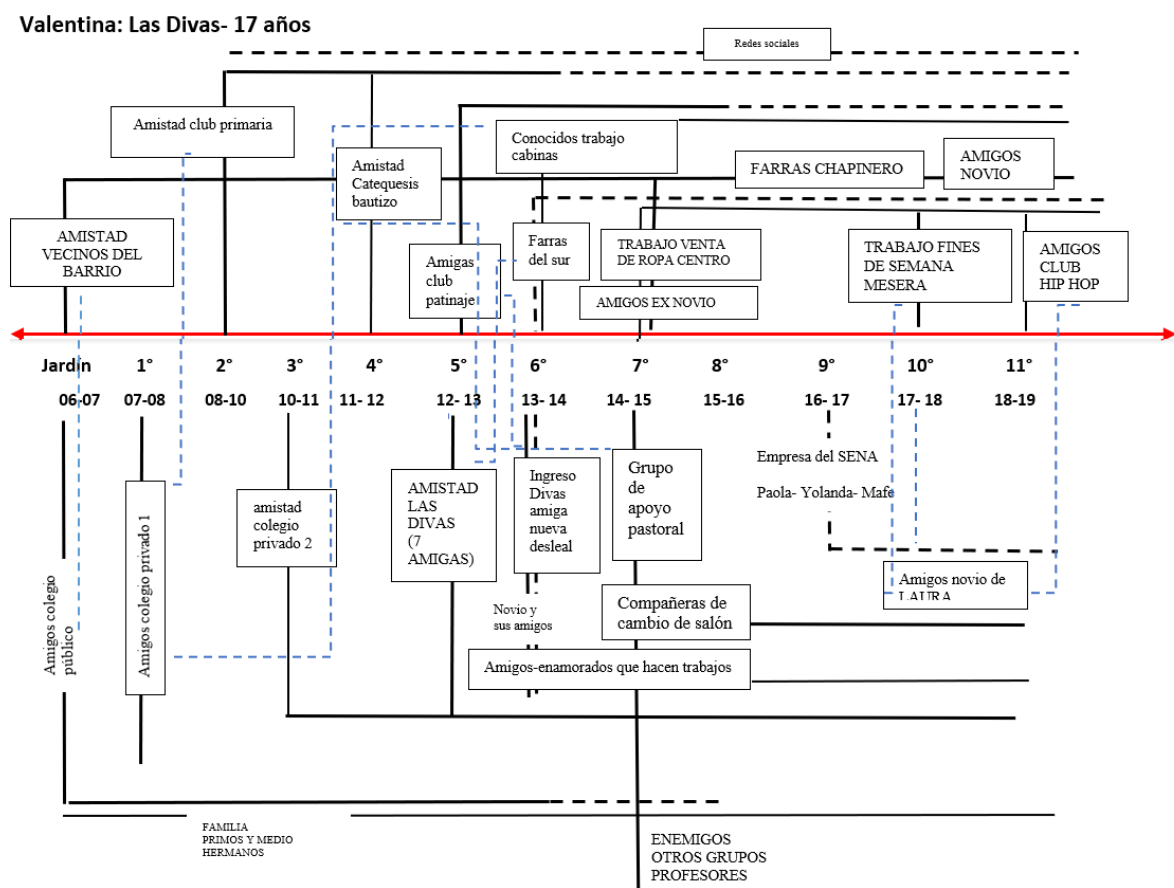 Valentina: Las Divas- 17 años
Redes sociales
Amistad club primaria
Conocidos trabajo
cabinas
Amistad
Catequesis
bautizo
FARRAS CHAPINERO
AMIGOS
NOVIO
AMISTAD
VECINOS DEL
BARRIO
Amigas
club
patinaje
Farras
del sur
TRABAJO VENTA
DE ROPA CENTRO
AMIGOS EX NOVIO
TRABAJO FINES
DE SEMANA
MESERA
AMIGOS
CLUB
HIP HOP
Jardín 1° 2° 3° 4° 5° 6° 7° 8° 9° 10° 11°
06-07 07-08 08-10 10-11 11- 12 12- 13 13- 14 14- 15 15-16 16- 17 17- 18 18-19
Amigos colegio
público
Amigos colegio privado 1
amistad
colegio
privado 2
AMISTAD
LAS
DIVAS
(7
AMIGAS)
Ingreso
Divas
amiga
nueva
desleal
Grupo
de
apoyo
pastoral
Empresa del SENA
Paola- Yolanda- Mafe
Novio y
sus amigos
Compañeras de
cambio de salón
Amigos novio de
LAURA
Amigos-enamorados que hacen trabajos
FAMILIA
PRIMOS Y MEDIO
HERMANOS
ENEMIGOS
OTROS GRUPOS
PROFESORES